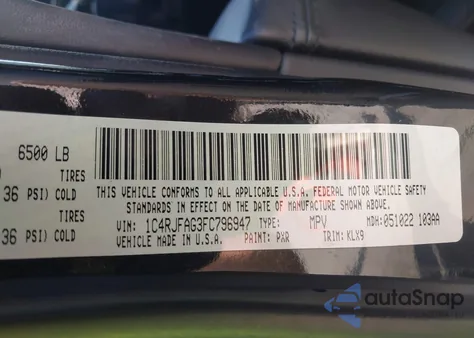 6500 LB
TIRES
36 PSI) COLD
TIRES
36 PSI) COLD
THIS VEHICLE CONFORMS TO ALL APPLICABLE U.S.A. FEDERAL MOTOR VEHICLE SAFETY
STANDARDS IN EFFECT ON THE DATE OF MANUFACTURE SHOWN ABOVE.
VIN: 1C4RJFAG3FC796947 TYPE: MPV MDH: 051022 103AA
VEHICLE MADE IN U.S.A. PAINT: PXR TRIM: KLX9
autaSnap